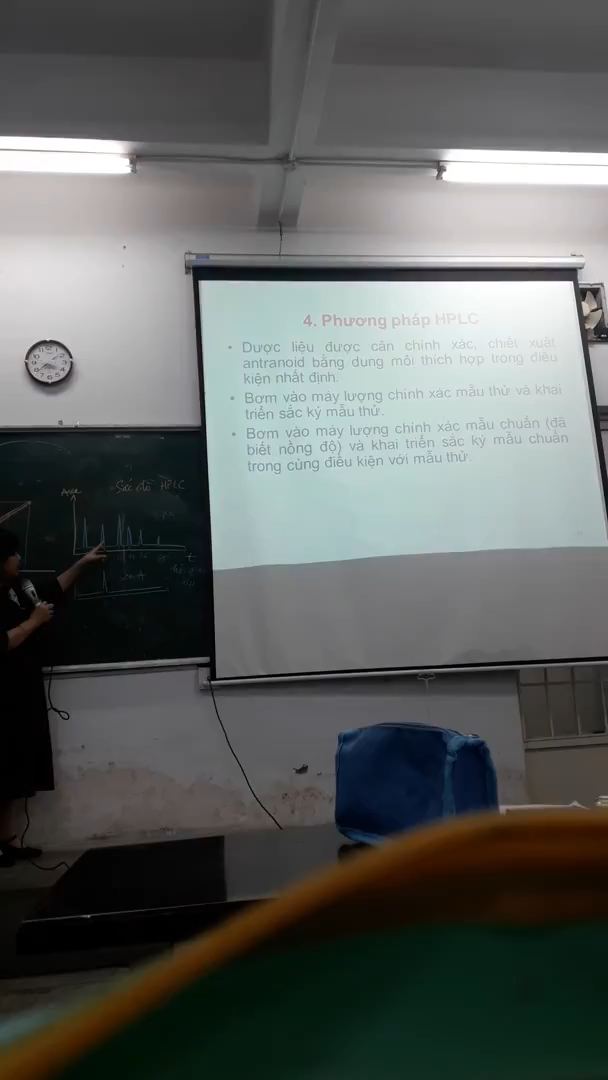 4. Phương pháp HPLC
• Dược liệu được cân chính xác, chiết xuất
antranoid bằng dung môi thích hợp trong điều
kiện nhất định.
• Bơm vào máy lượng chính xác mẫu thử và khai
triển sắc ký mẫu thử.
• Bơm vào máy lượng chính xác mẫu chuẩn (đã
biết nồng độ) và khai triển sắc ký mẫu chuẩn
trong cùng điều kiện với mẫu thử.
Sắc đồ HPLC
t